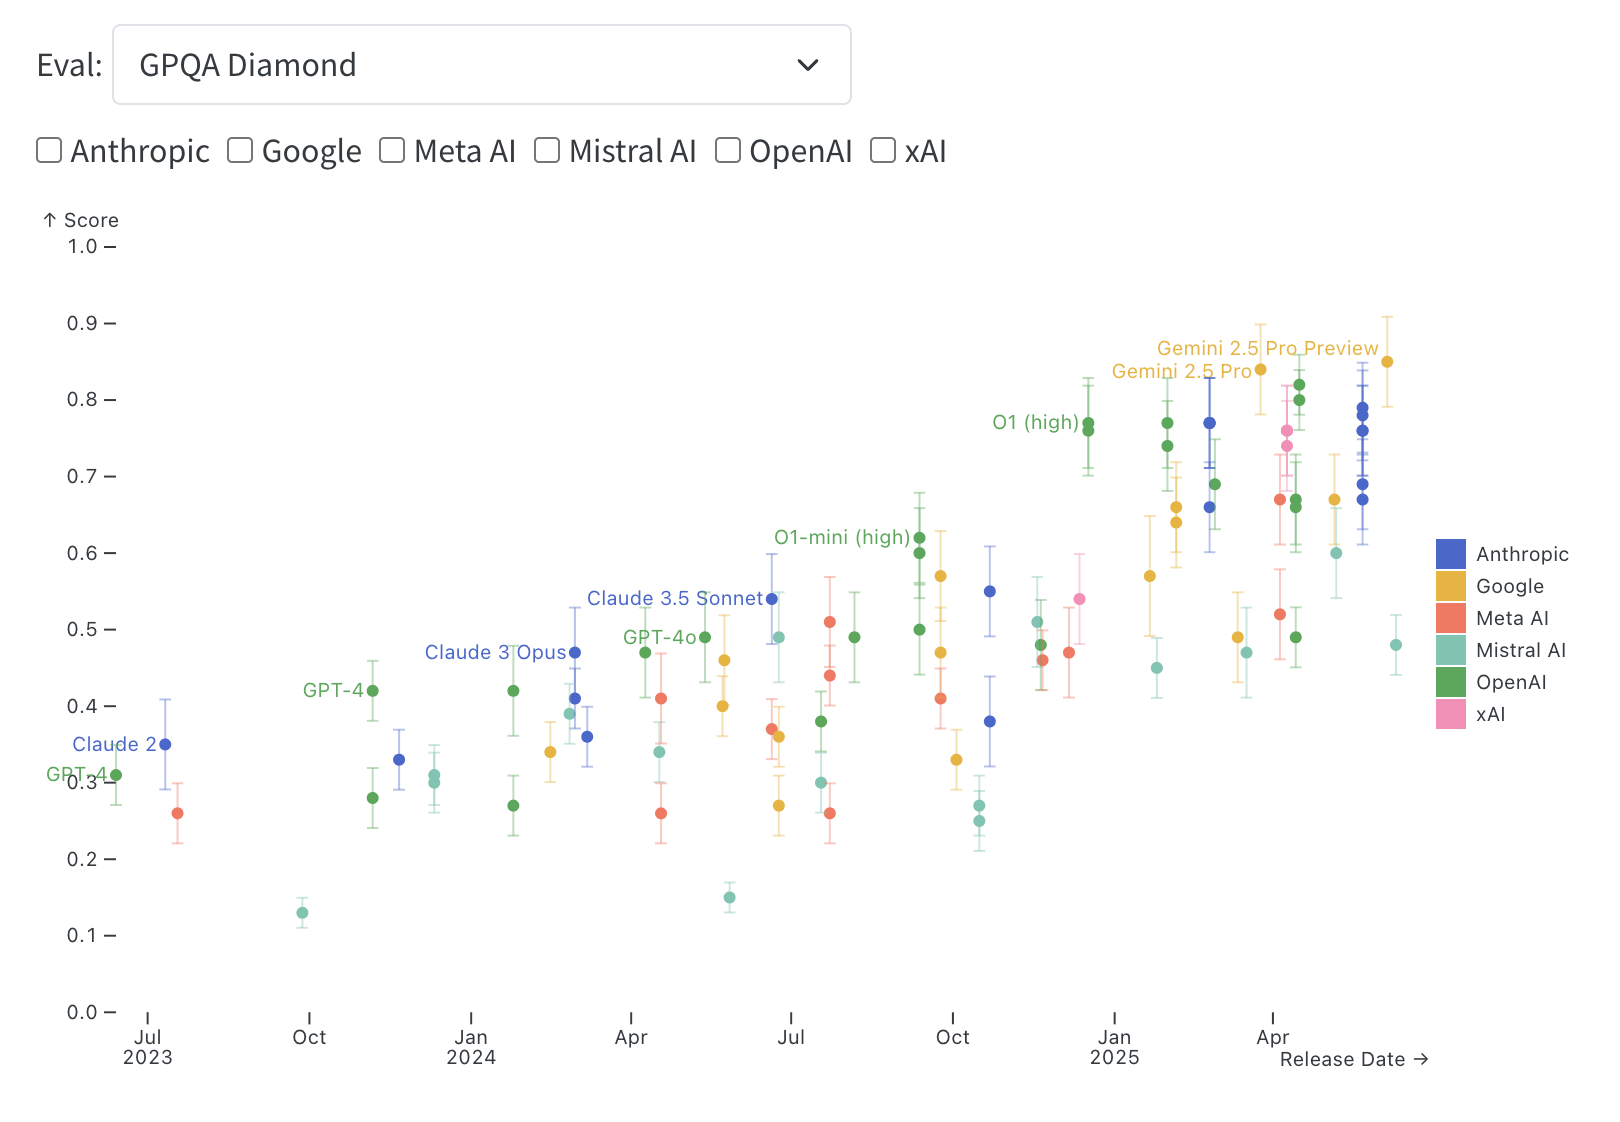 Eval: GPQA Diamond
Anthropic Google Meta AI Mistral AI OpenAI xAI
↑ Score
1.0
0.9
Gemini 2.5 Pro Preview
Gemini 2.5 Pro
0.8
O1 (high)
0.7
0.6
O1-mini (high)
Claude 3.5 Sonnet
0.5
GPT-4o
Claude 3 Opus
GPT-4
0.4
Claude 2
GPT-4
0.3
0.2
0.1
0.0
Jul Oct Jan Apr Jul Oct Jan Apr
2023 2024 2025
Release Date →
Anthropic
Google
Meta AI
Mistral AI
OpenAI
xAI